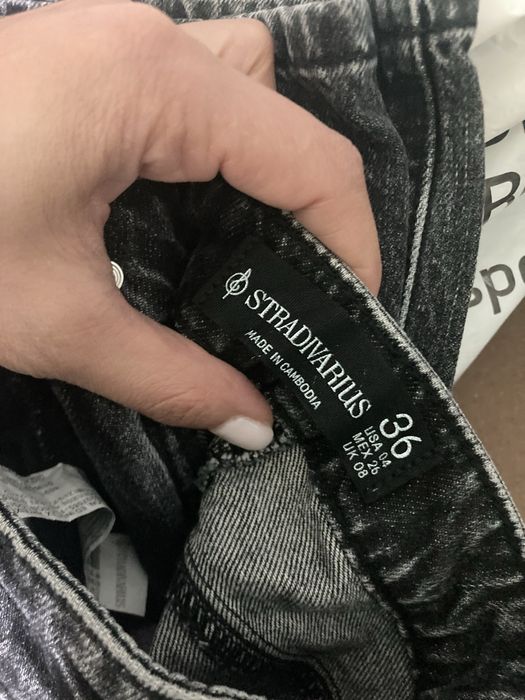 STRADIVARIUS
MADE IN CAMBODIA
36
USA 04
MEX 26
UK 08